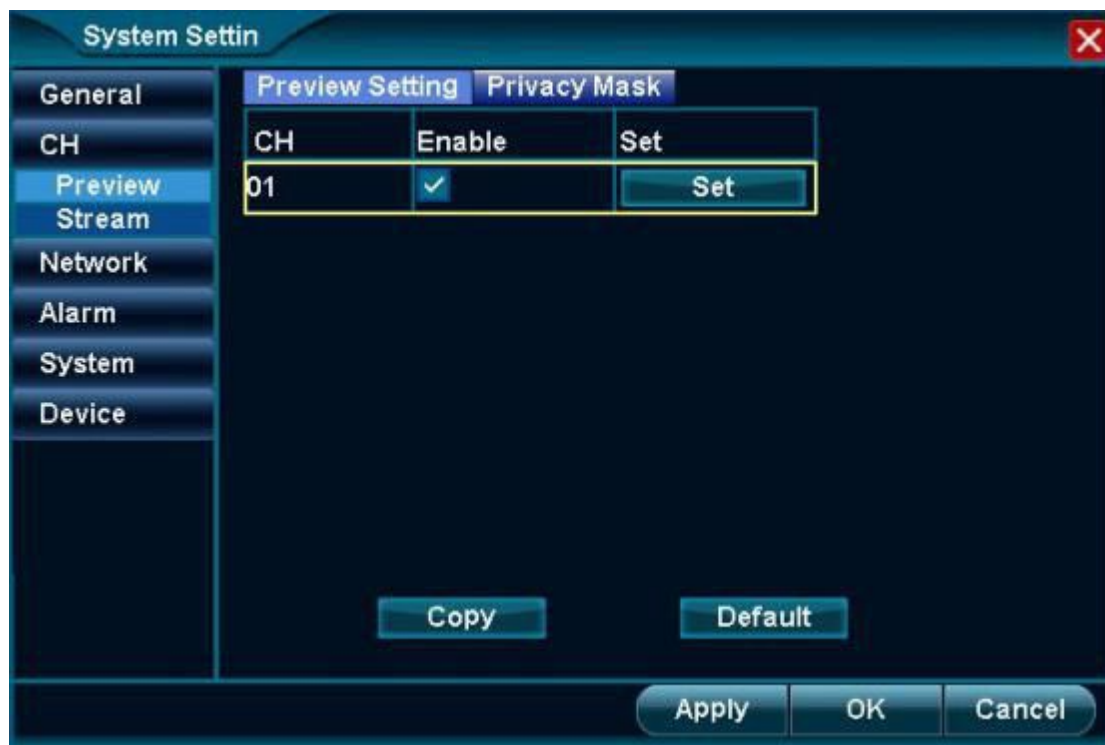 System Settin
General
CH
Preview
Stream
Network
Alarm
System
Device
Preview Setting Privacy Mask
CH Enable Set
01 Set
Copy Default
Apply OK Cancel